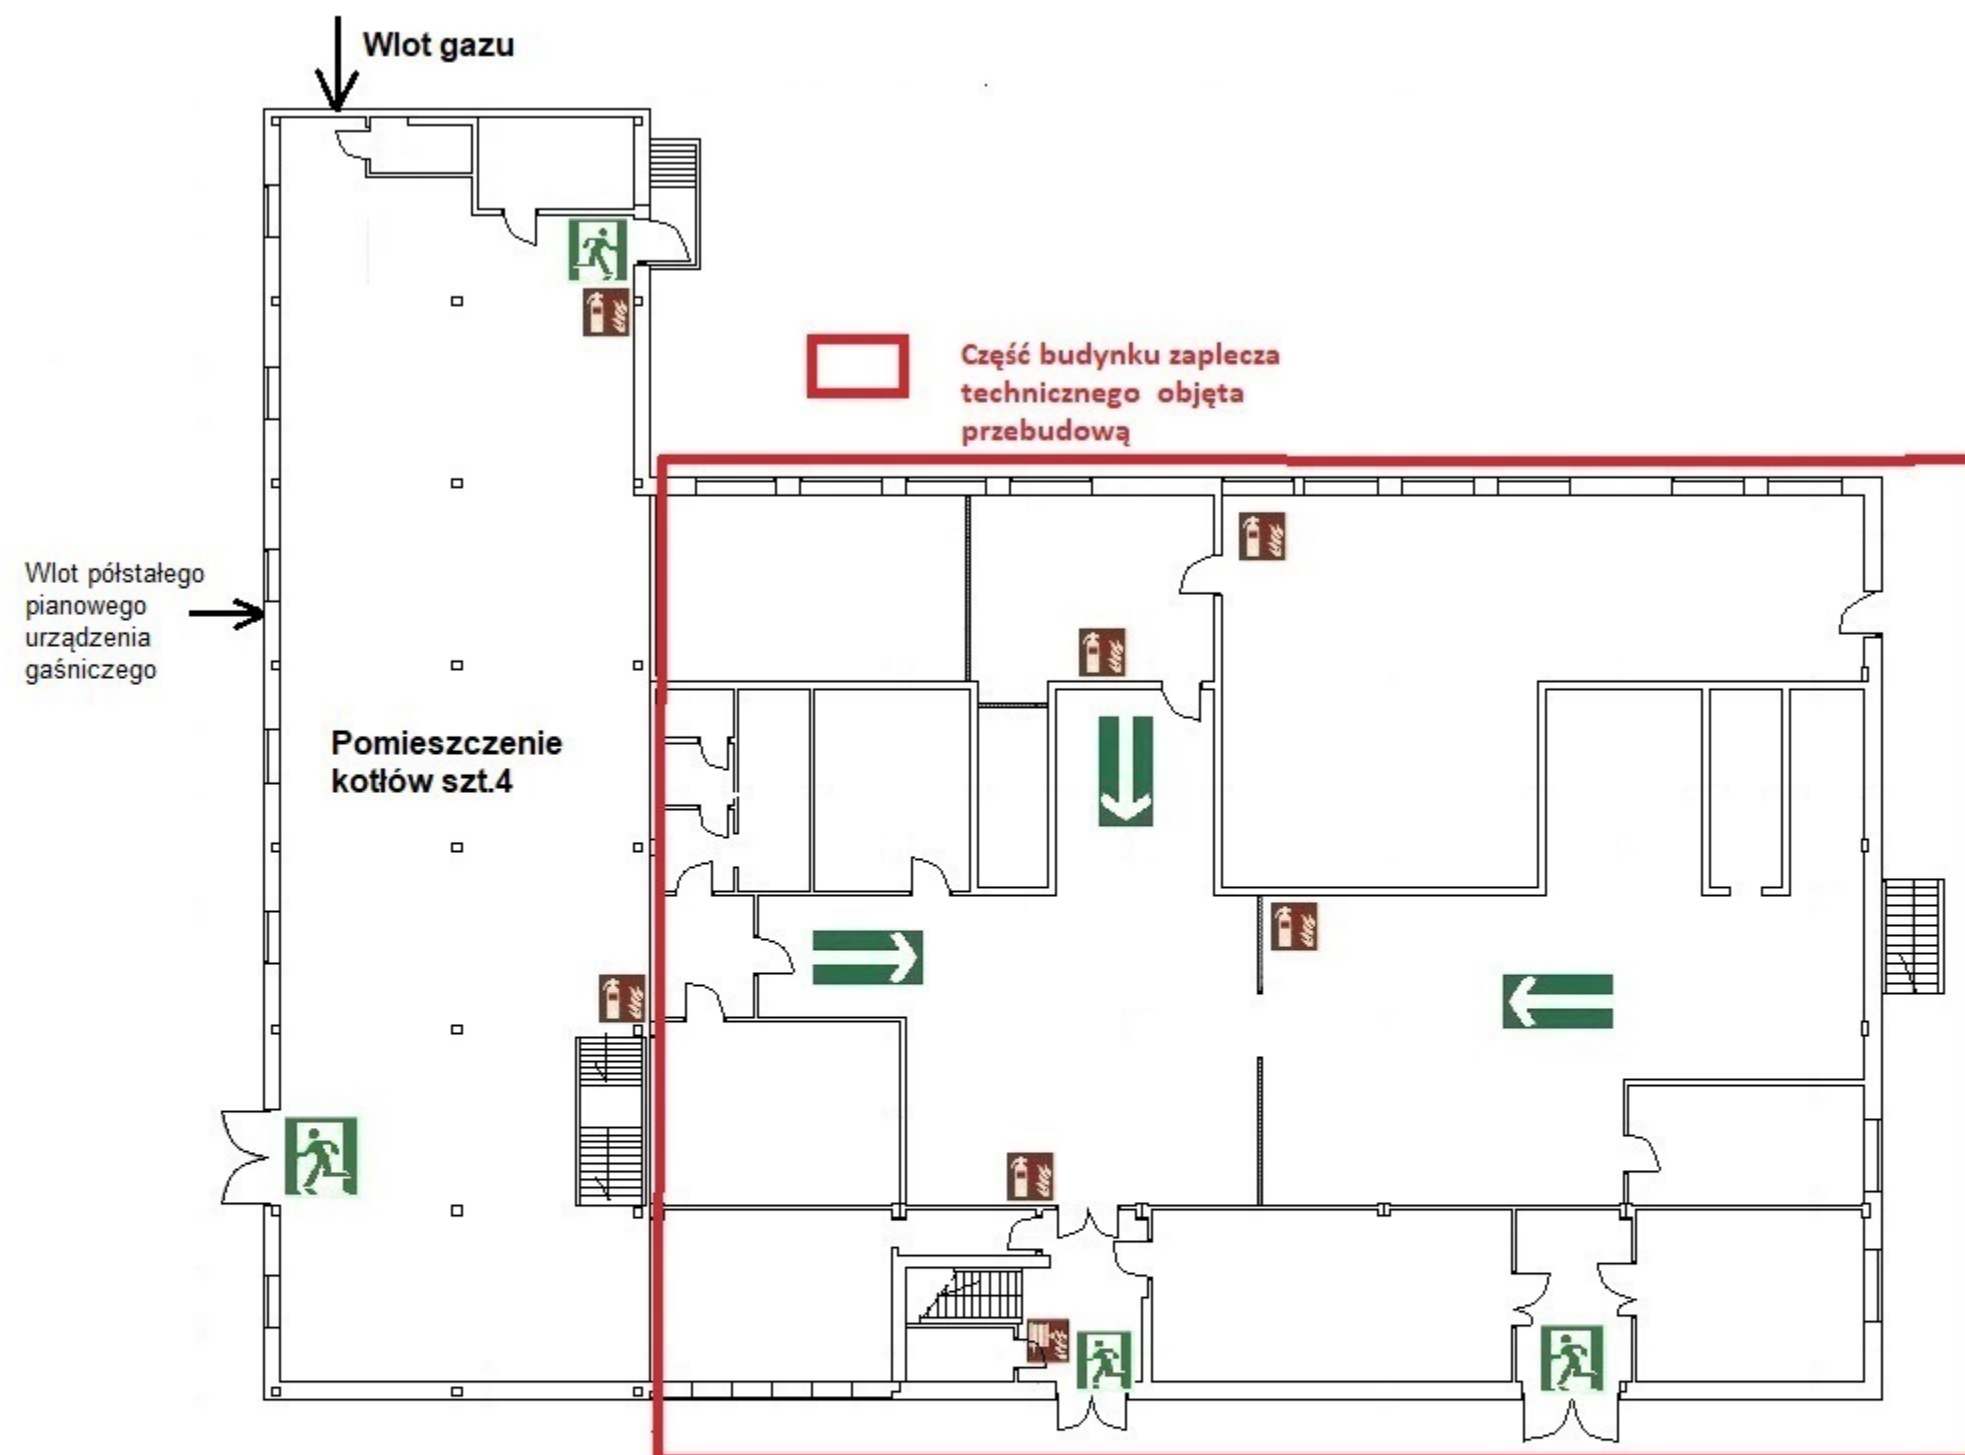 Wlot gazu
Część budynku zaplecza
technicznego objęta
przebudową
Wlot półstałego
pianowego
urządzenia
gaśniczego
Pomieszczenie
kotłów szt.4